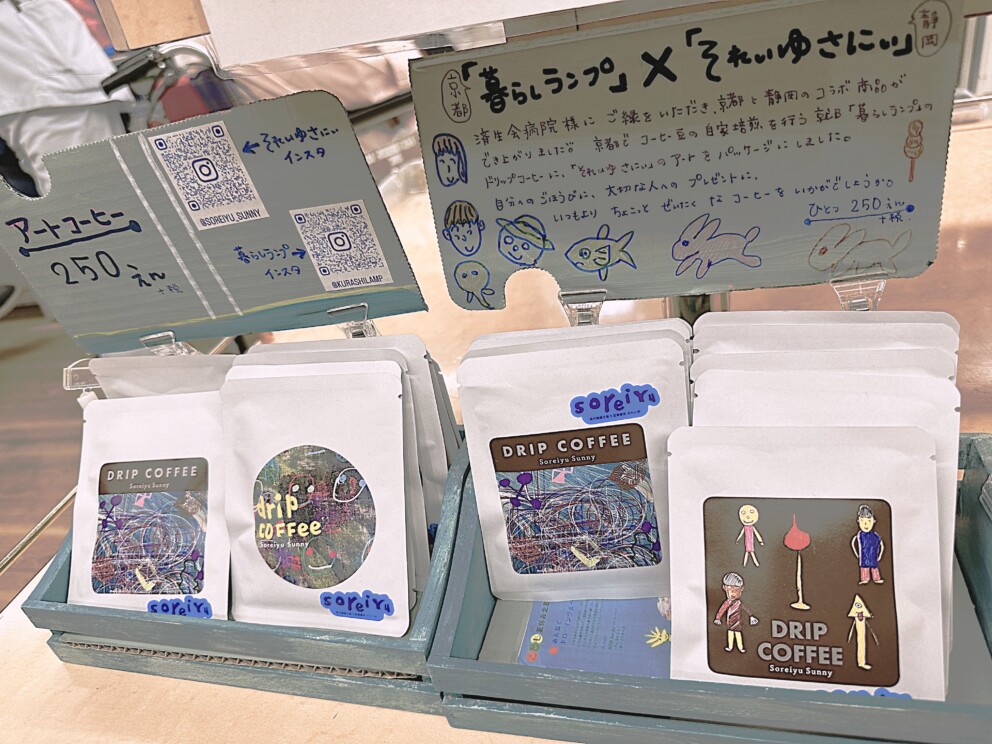 アートコーヒー
250えん
+税
←それいゆさにい
インスタ
@SOREIYU_SUNNY
暮らしランプ→
インスタ
@KURASHILAMP
京都
「暮らしランプ」×「それいゆさにい」
静岡
済生会病院様に ご縁をいただき、京都と静岡のコラボ商品が
でき上がりました。 京都でコーヒー豆の自家焙煎を行う 就B「暮らしランプ」の
ドリップコーヒーに、「それいゆさにい」のアートをパッケージにしました。
自分へのごほうびに、大切な人への プレゼントに、
いつもより ちょこっと ぜいたく な コーヒーを いかがでしょうか。
ひとつ 250えん
+税
DRIP COFFEE
Soreiyu Sunny
soreiyu
drip
COFFEE
Soreiyu Sunny
soreiyu
soreiyu
DRIP COFFEE
Soreiyu Sunny
DRIP
COFFEE
Soreiyu Sunny